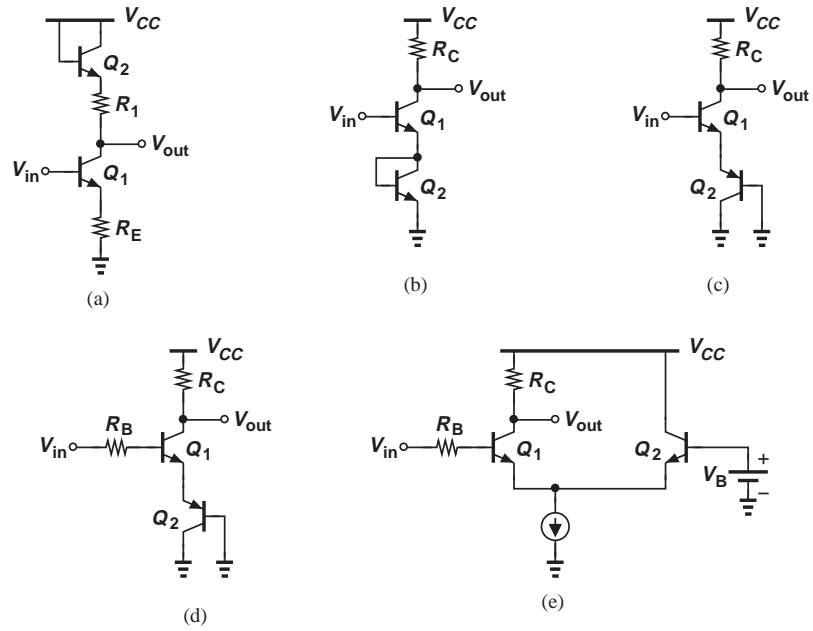 V_CC
Q_2
R_1
V_out
V_in
Q_1
R_E
(a)
V_CC
R_C
V_out
V_in
Q_1
Q_2
(b)
V_CC
R_C
V_out
V_in
Q_1
Q_2
(c)
V_CC
R_C
R_B
V_out
V_in
Q_1
Q_2
(d)
V_CC
R_C
R_B
V_out
V_in
Q_1
Q_2
V_B
+
−
(e)